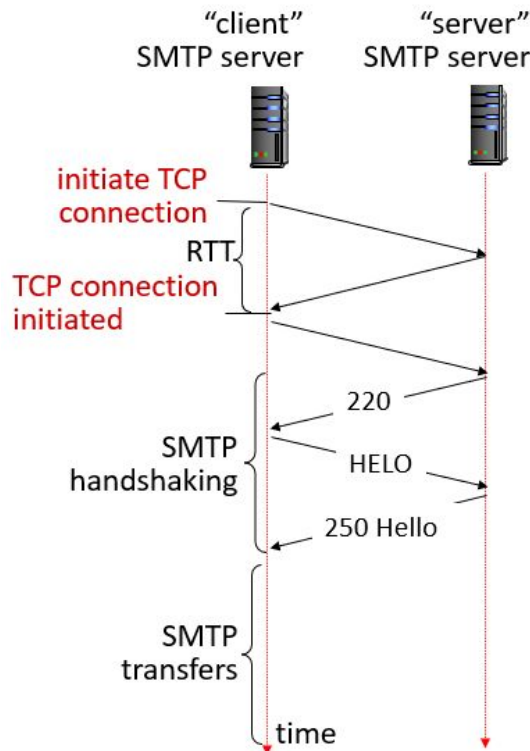 “client”
SMTP server
“server”
SMTP server
initiate TCP
connection
RTT
TCP connection
initiated
220
SMTP
handshaking
HELO
250 Hello
SMTP
transfers
time